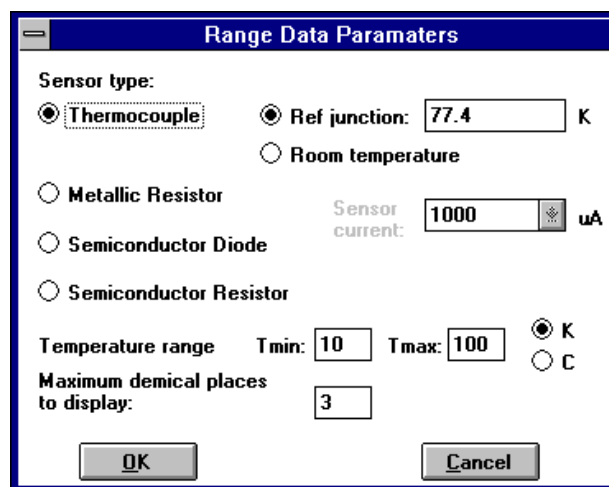 Range Data Paramaters
Sensor type:
Thermocouple
Ref junction: 77.4 K
Room temperature
Metallic Resistor
Sensor current: 1000 uA
Semiconductor Diode
Semiconductor Resistor
Temperature range Tmin: 10 Tmax: 100
K
C
Maximum demical places
to display: 3
OK Cancel